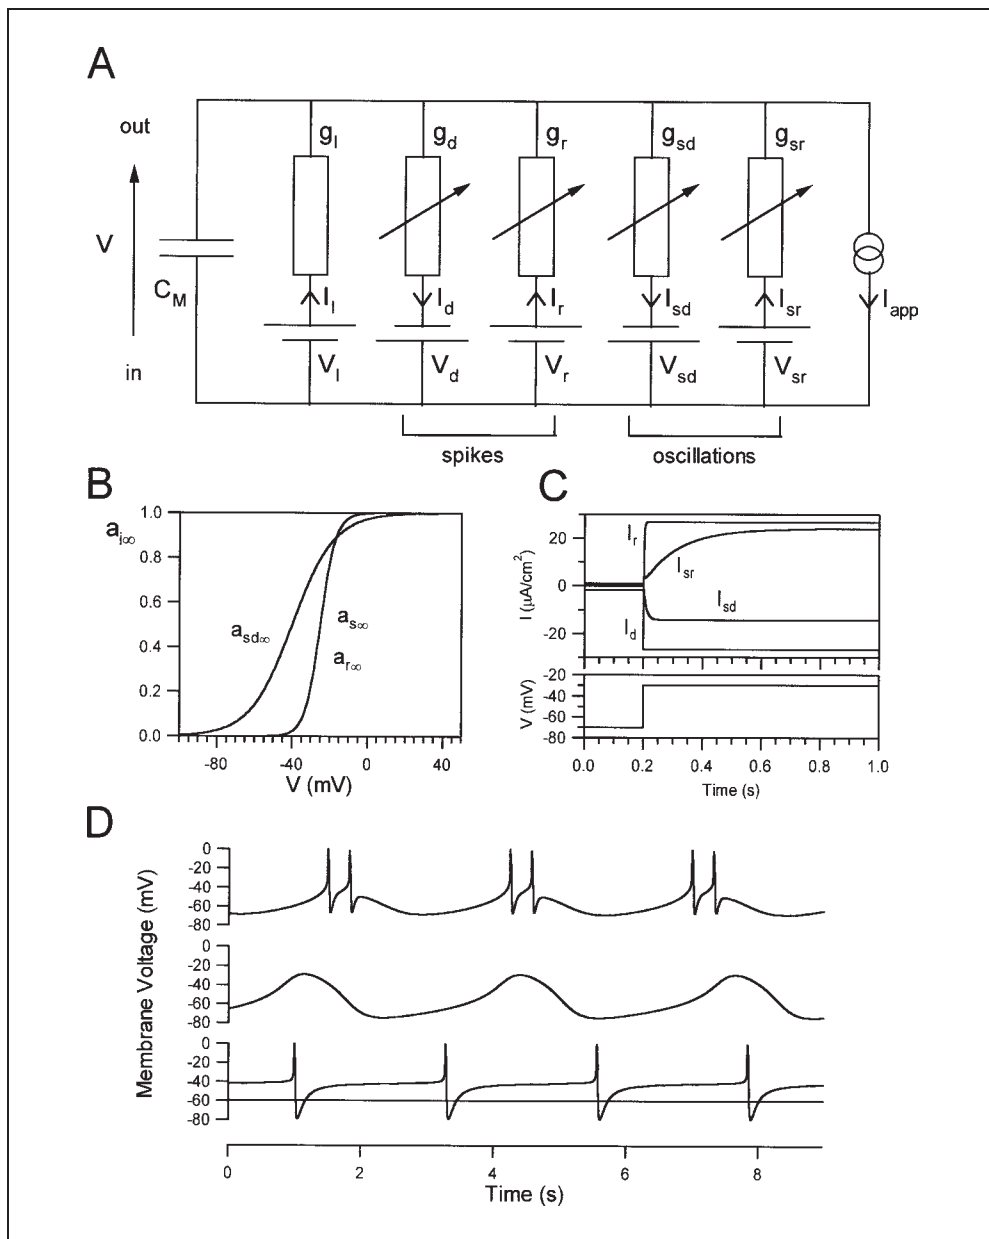 A
out
V
in
C_M
g_l
g_d
g_r
g_sd
g_sr
I_l
I_d
I_r
I_sd
I_sr
I_app
V_l
V_d
V_r
V_sd
V_sr
spikes
oscillations
B
a_i∞
1.0
0.8
0.6
0.4
0.2
0.0
a_sd∞
a_s∞
a_r∞
-80
-40
0
40
V (mV)
C
I (µA/cm²)
20
0
-20
I_r
I_sr
I_sd
I_d
V (mV)
-20
-40
-60
-80
0.0
0.2
0.4
0.6
0.8
1.0
Time (s)
D
Membrane Voltage (mV)
0
-20
-40
-60
-80
0
-20
-40
-60
-80
0
-20
-40
-60
-80
0
2
4
6
8
Time (s)